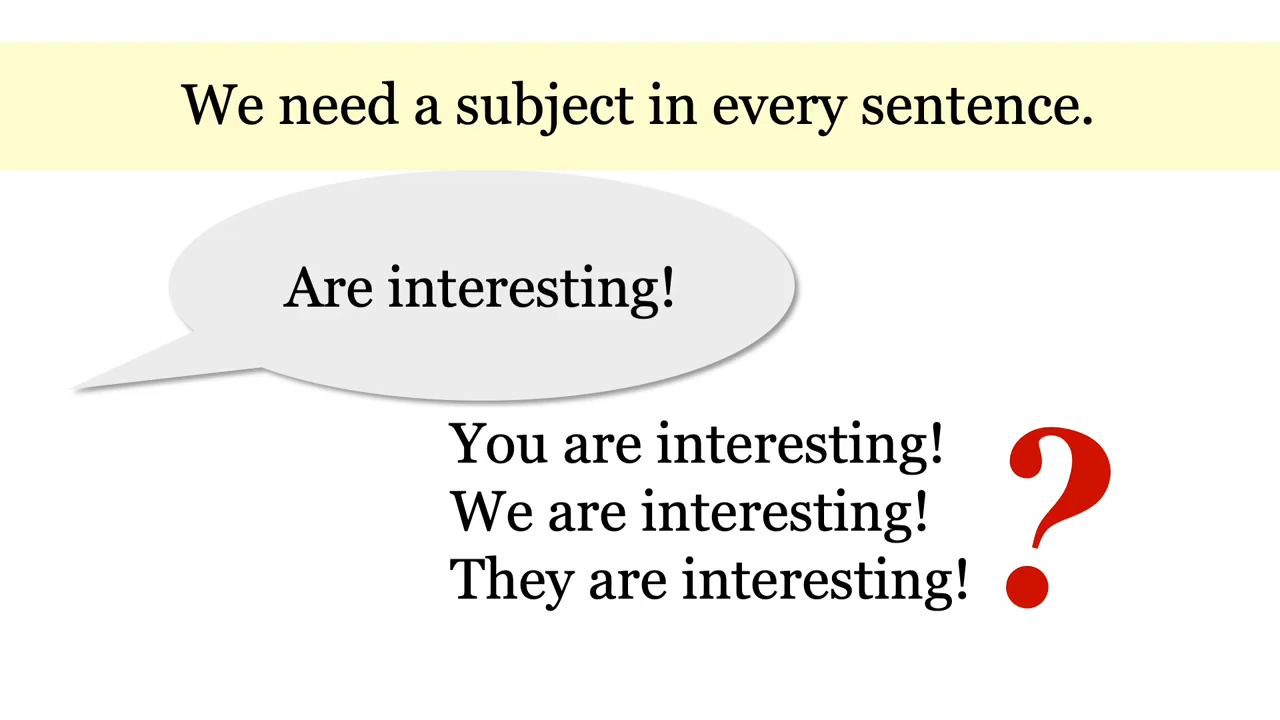 We need a subject in every sentence.
Are interesting!
You are interesting!
We are interesting!
They are interesting!
?